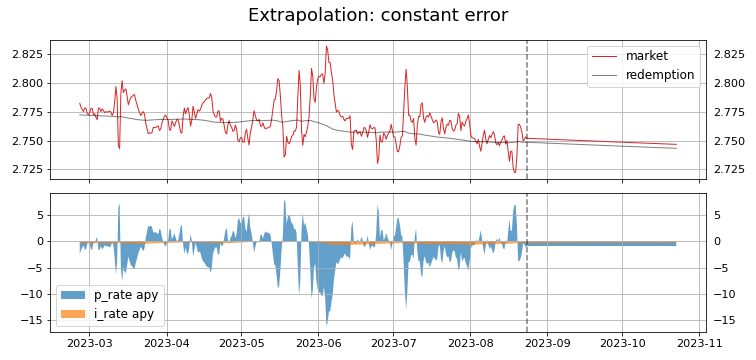 Extrapolation: constant error
2.825 2.825
market
redemption
2.800 2.800
2.775 2.775
2.750 2.750
2.725 2.725
5 5
0 0
−5 −5
−10 −10
−15 −15
p_rate apy
i_rate apy
2023-03 2023-04 2023-05 2023-06 2023-07 2023-08 2023-09 2023-10 2023-11